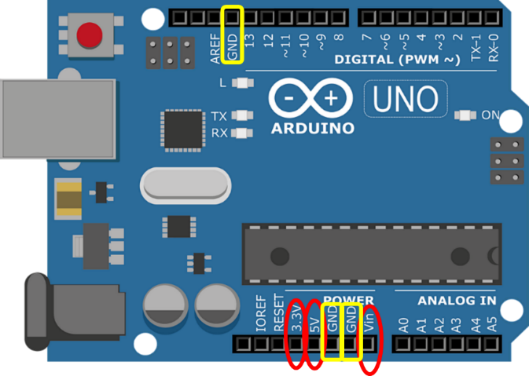 AREF
GND
13
12
~11
~10
~9
8
7
~6
~5
4
~3
2
TX-1
RX-0
DIGITAL (PWM ~)
L
TX
RX
ARDUINO
UNO
ON
POWER
ANALOG IN
IOREF
RESET
3.3V
5V
GND
GND
Vin
A0
A1
A2
A3
A4
A5